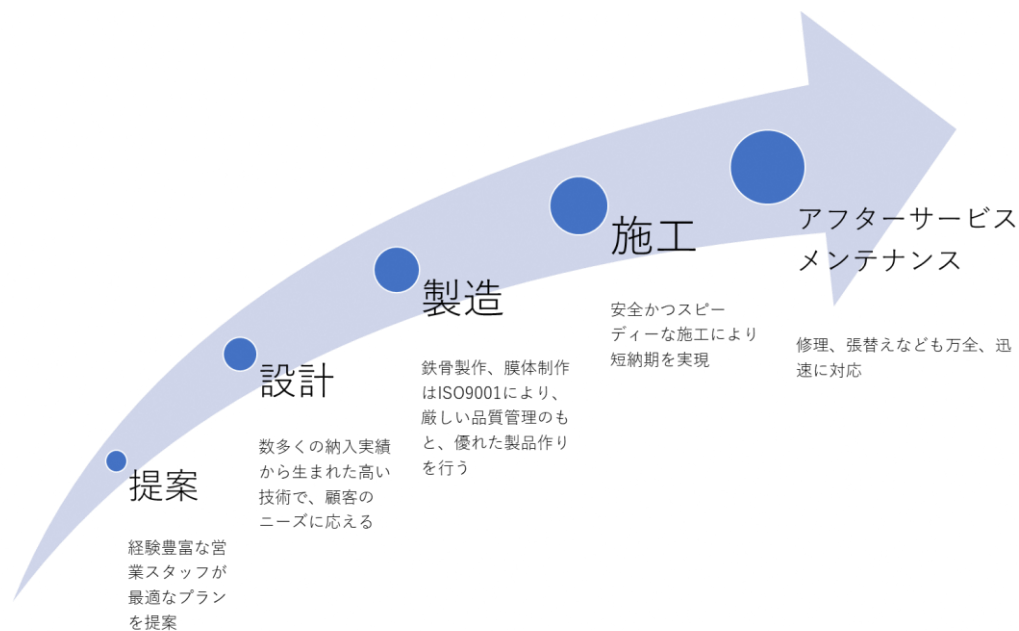 提案
経験豊富な営
業スタッフが
最適なプラン
を提案
設計
数多くの納入実績
から生まれた高い
技術で、顧客の
ニーズに応える
製造
鉄骨製作、膜体制作
はISO9001により、
厳しい品質管理のも
と、優れた製品作り
を行う
施工
安全かつスピー
ディーな施工により
短納期を実現
アフターサービス
メンテナンス
修理、張替えなども万全、迅
速に対応